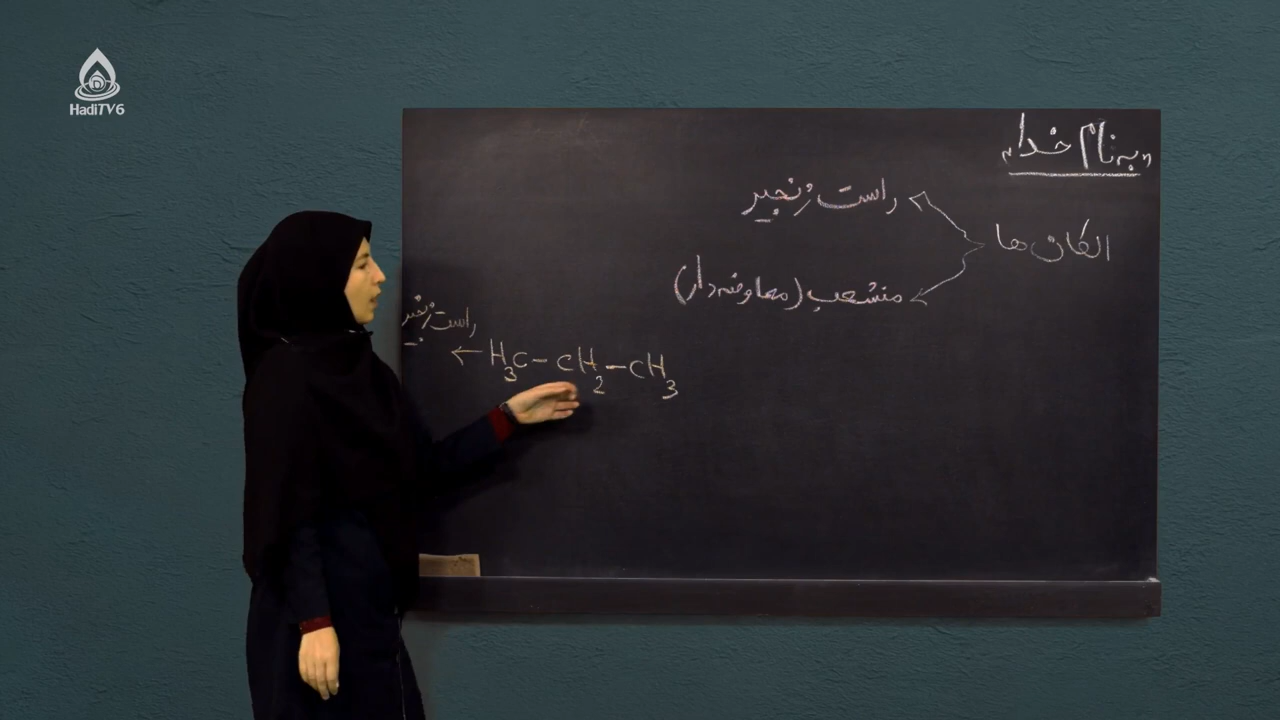 HadiTV6
"به نام خدا"
الکان ها
راست زنجیر
منشعب (معاوضه دار)
راست زنجیر
← H3C-CH2-CH3